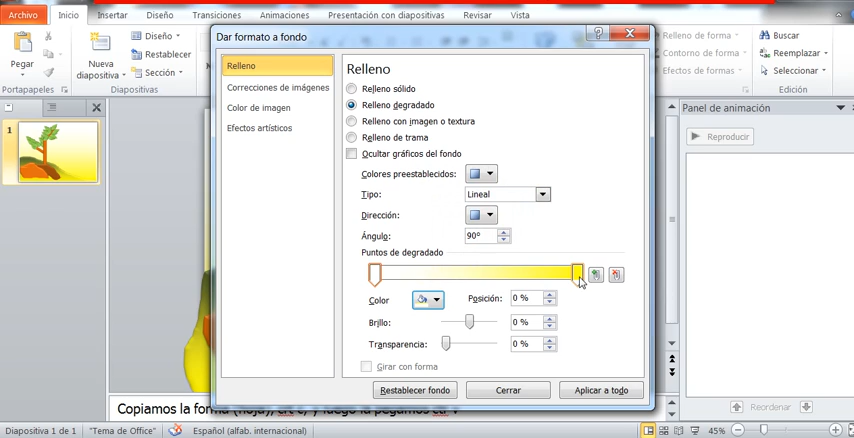 Archivo Inicio Insertar Diseño Transiciones Animaciones Presentación con diapositivas Revisar Vista
Pegar
Portapapeles
Nueva
diapositiva
Diseño
Restablecer
Sección
Diapositivas
Relleno de forma
Contorno de forma
Efectos de formas
Buscar
Reemplazar
Seleccionar
Edición
1
Dar formato a fondo
Relleno
Correcciones de imágenes
Color de imagen
Efectos artísticos
Relleno
Relleno sólido
Relleno degradado
Relleno con imagen o textura
Relleno de trama
Ocultar gráficos del fondo
Colores preestablecidos:
Tipo: Lineal
Dirección:
Ángulo: 90º
Puntos de degradado
Color Posición: 0 %
Brillo: 0 %
Transparencia: 0 %
Girar con forma
Restablecer fondo Cerrar Aplicar a todo
Panel de animación
Reproducir
Reordenar
Copiamos la forma (hoja),
Diapositiva 1 de 1 "Tema de Office" Español (alfab. internacional) 45%